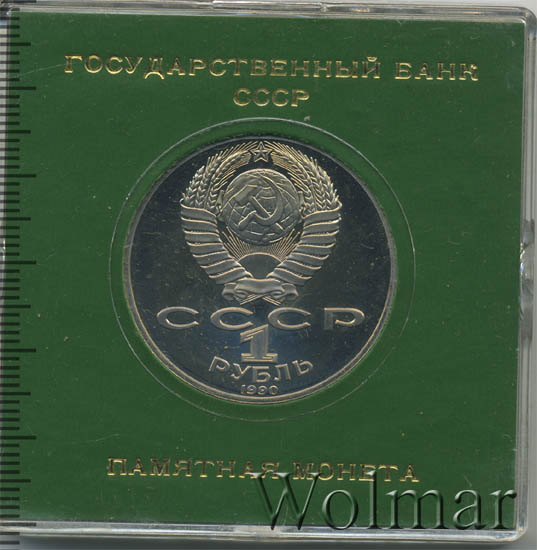 ГОСУДАРСТВЕННЫЙ БАНК
СССР
СССР
1
РУБЛЬ
1990
ПАМЯТНАЯ МОНЕТА
Wolmar